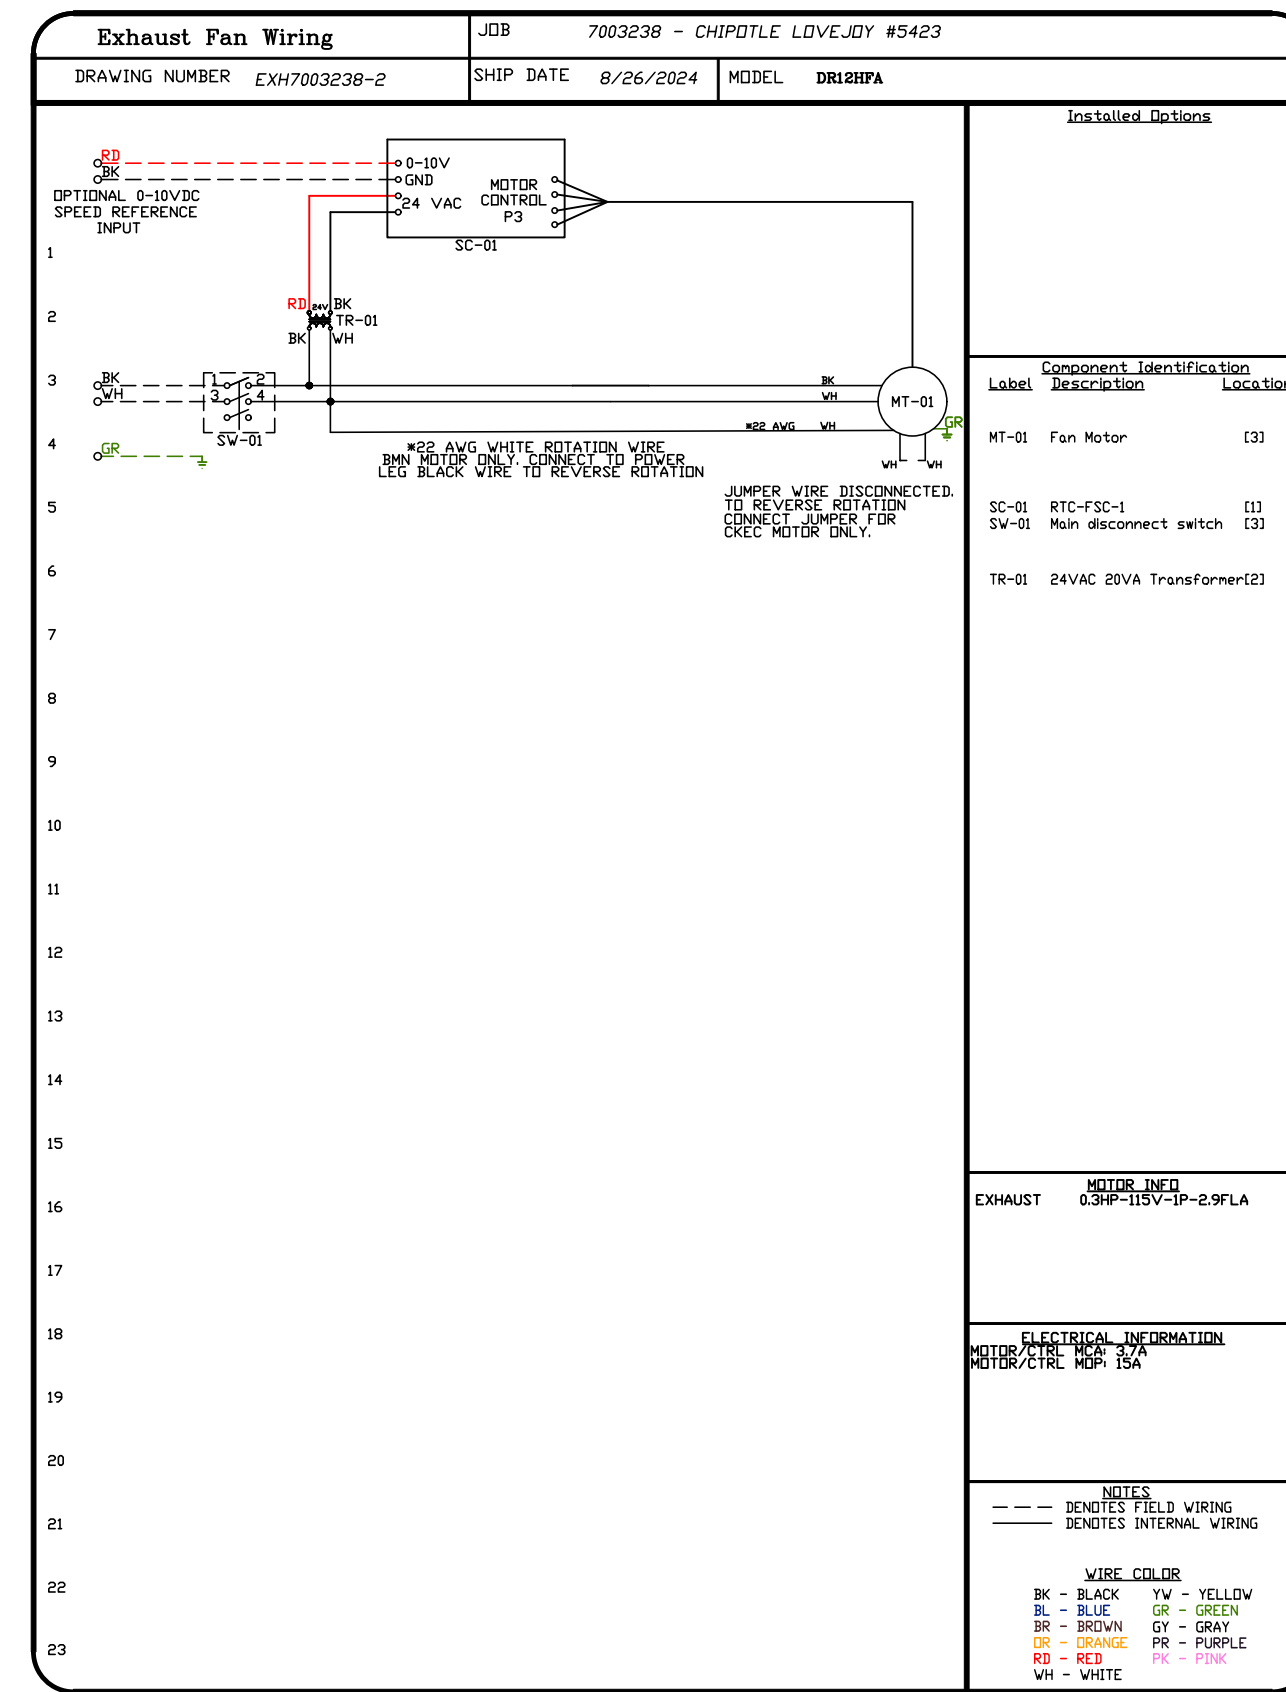 Exhaust Fan Wiring
JOB 7003238 - CHIPOTLE LOVEJOY #5423
DRAWING NUMBER EXH7003238-2
SHIP DATE 8/26/2024
MODEL DR12HFA
Installed Options
RD
BK
OPTIONAL 0-10VDC
SPEED REFERENCE
INPUT
0-10V
GND
24 VAC
MOTOR
CONTROL
P3
SC-01
1
2
RD 24V BK
TR-01
BK WH
3
BK
WH
1 2
3 4
SW-01
BK
WH
MT-01
*22 AWG WH
GR
WH WH
4
GR
*22 AWG WHITE ROTATION WIRE
BMN MOTOR ONLY. CONNECT TO POWER
LEG BLACK WIRE TO REVERSE ROTATION
JUMPER WIRE DISCONNECTED.
TO REVERSE ROTATION
CONNECT JUMPER FOR
CKEC MOTOR ONLY.
5
6
7
8
9
10
11
12
13
14
15
16
17
18
19
20
21
22
23
Component Identification
Label Description Location
MT-01 Fan Motor [3]
SC-01 RTC-FSC-1 [1]
SW-01 Main disconnect switch [3]
TR-01 24VAC 20VA Transformer[2]
MOTOR INFO
EXHAUST 0.3HP-115V-1P-2.9FLA
ELECTRICAL INFORMATION
MOTOR/CTRL MCA: 3.7A
MOTOR/CTRL MOP: 15A
NOTES
DENOTES FIELD WIRING
DENOTES INTERNAL WIRING
WIRE COLOR
BK - BLACK YW - YELLOW
BL - BLUE GR - GREEN
BR - BROWN GY - GRAY
OR - ORANGE PR - PURPLE
RD - RED PK - PINK
WH - WHITE